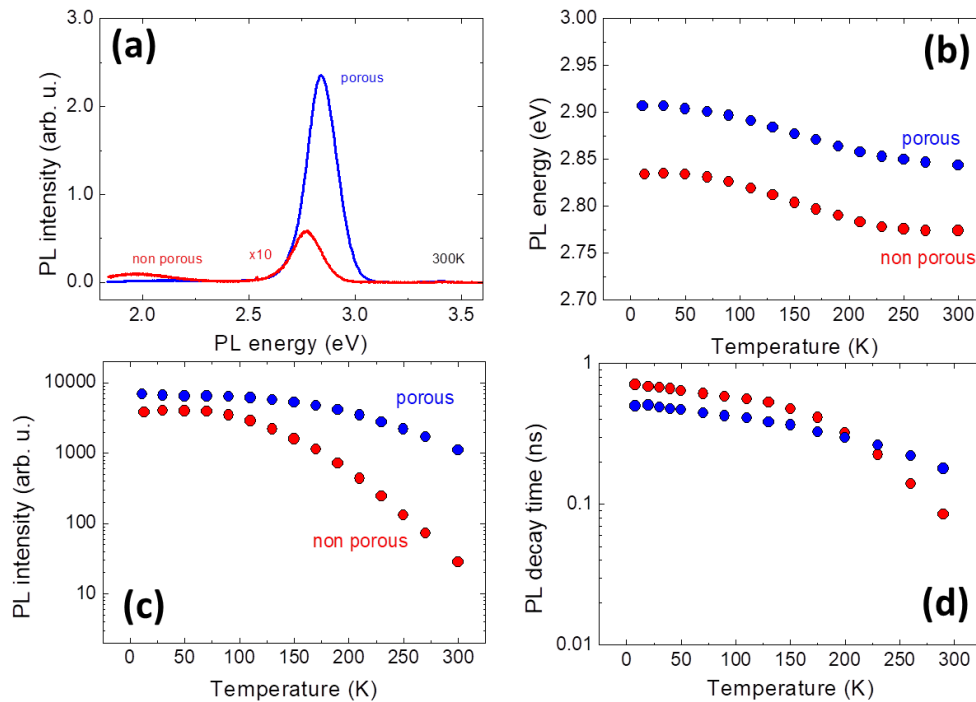 (a)
3.0
2.0
1.0
0.0
PL intensity (arb. u.)
porous
non porous
x10
300K
2.0 2.5 3.0 3.5
PL energy (eV)
(b)
3.00
2.95
2.90
2.85
2.80
2.75
2.70
PL energy (eV)
porous
non porous
0 50 100 150 200 250 300
Temperature (K)
(c)
10000
1000
100
10
PL intensity (arb. u.)
porous
non porous
0 50 100 150 200 250 300
Temperature (K)
(d)
1
0.1
0.01
PL decay time (ns)
0 50 100 150 200 250 300
Temperature (K)